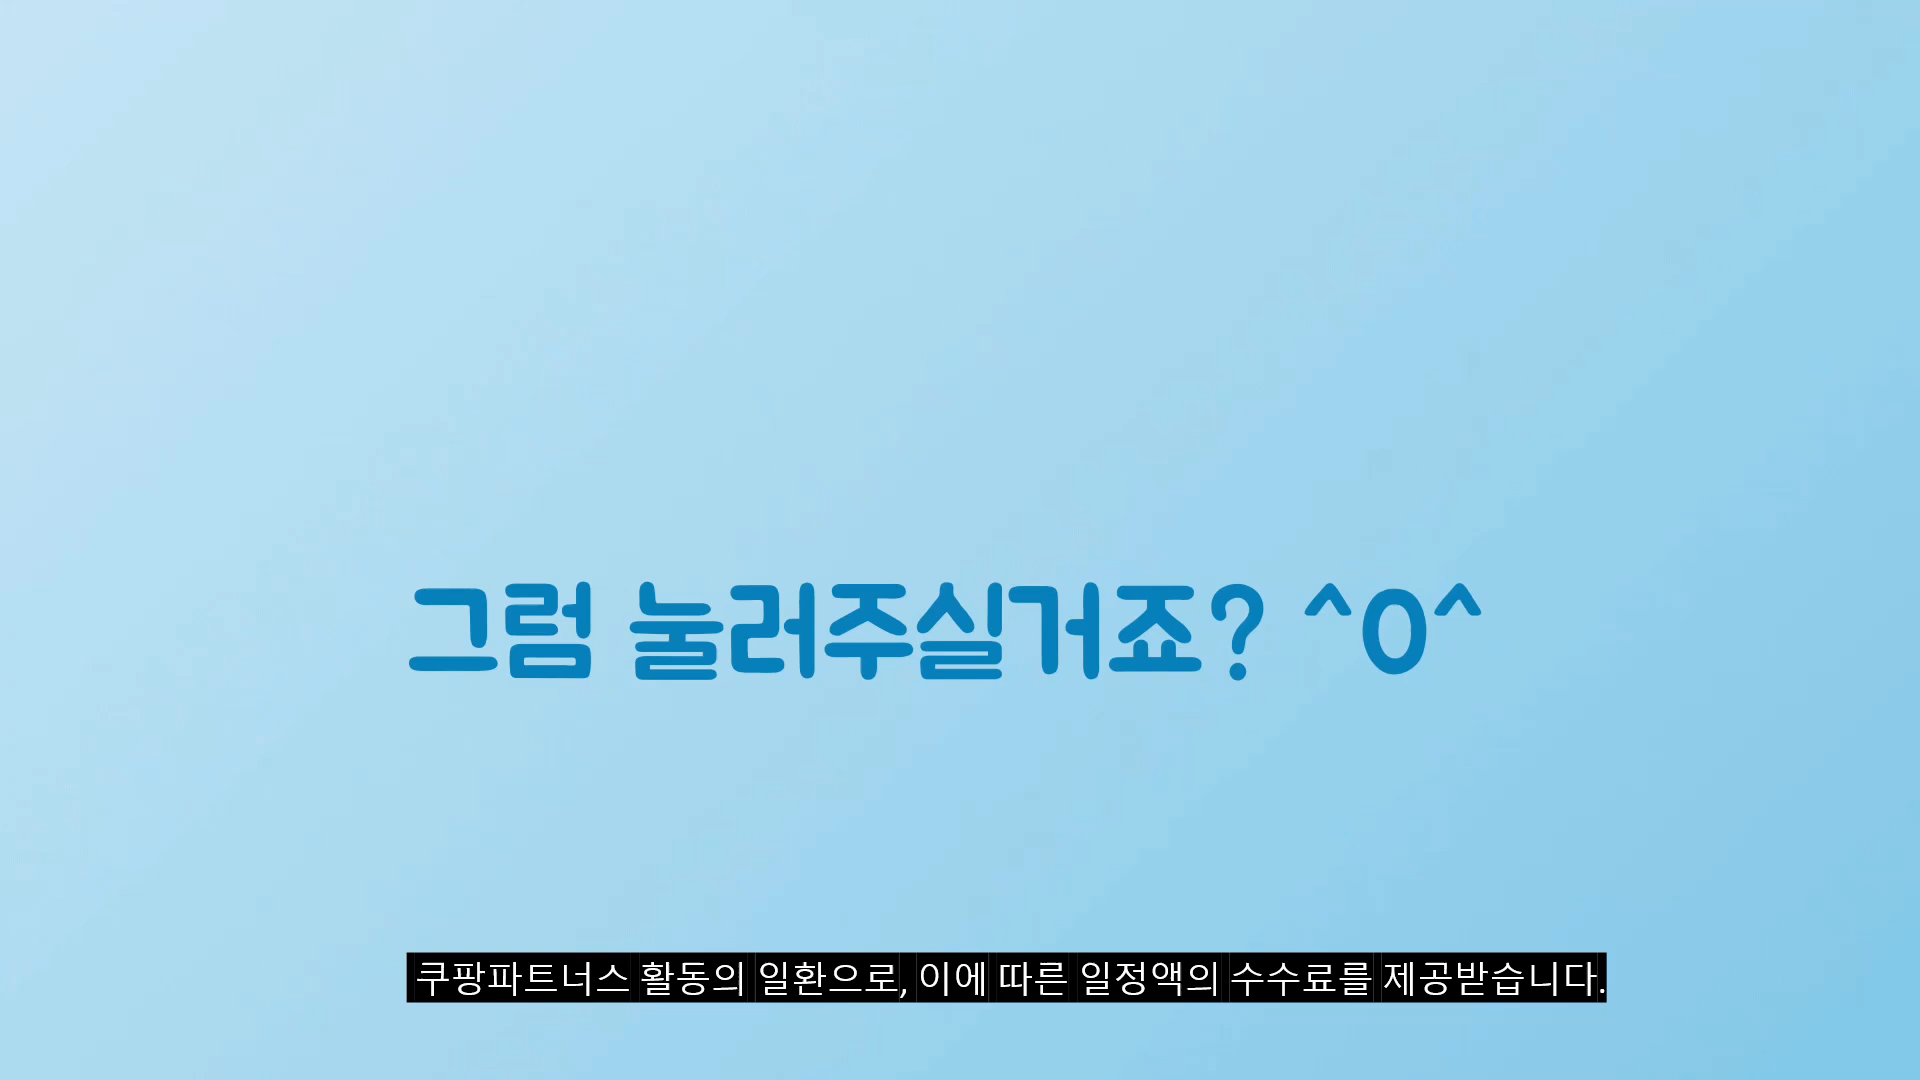 그럼 눌러주실거죠? ^0^
쿠팡파트너스 활동의 일환으로, 이에 따른 일정액의 수수료를 제공받습니다.